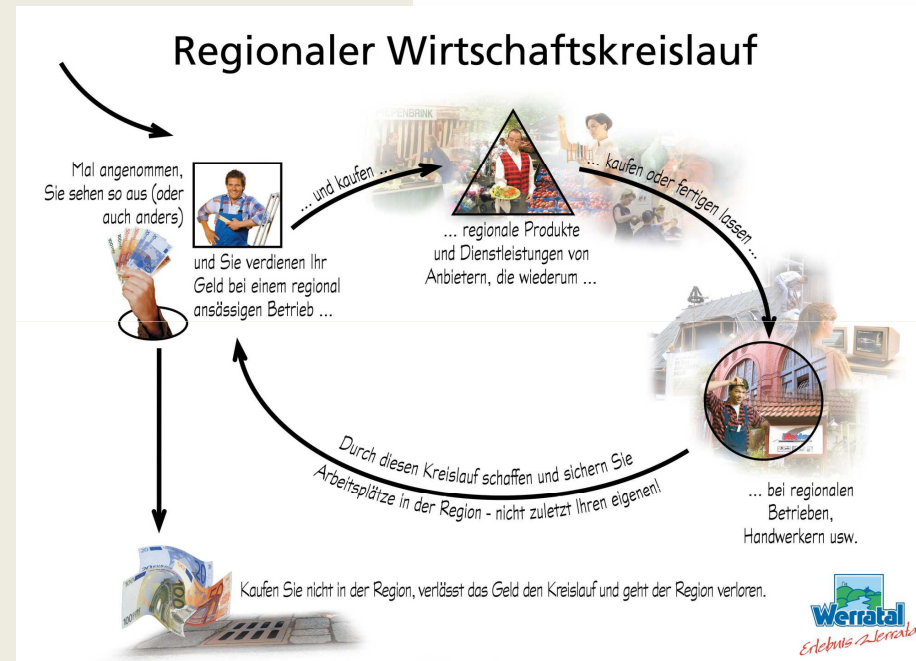 Regionaler Wirtschaftskreislauf
Mal angenommen,
Sie sehen so aus (oder
auch anders)
und Sie verdienen Ihr
Geld bei einem regional
ansässigen Betrieb ...
... und kaufen ...
... regionale Produkte
und Dienstleistungen von
Anbietern, die wiederum ...
... kaufen oder fertigen lassen ...
... bei regionalen
Betrieben,
Handwerkern usw.
Durch diesen Kreislauf schaffen und sichern Sie
Arbeitsplätze in der Region - nicht zuletzt Ihren eigenen!
Kaufen Sie nicht in der Region, verlässt das Geld den Kreislauf und geht der Region verloren.
Werratal
Erlebnis Werratal